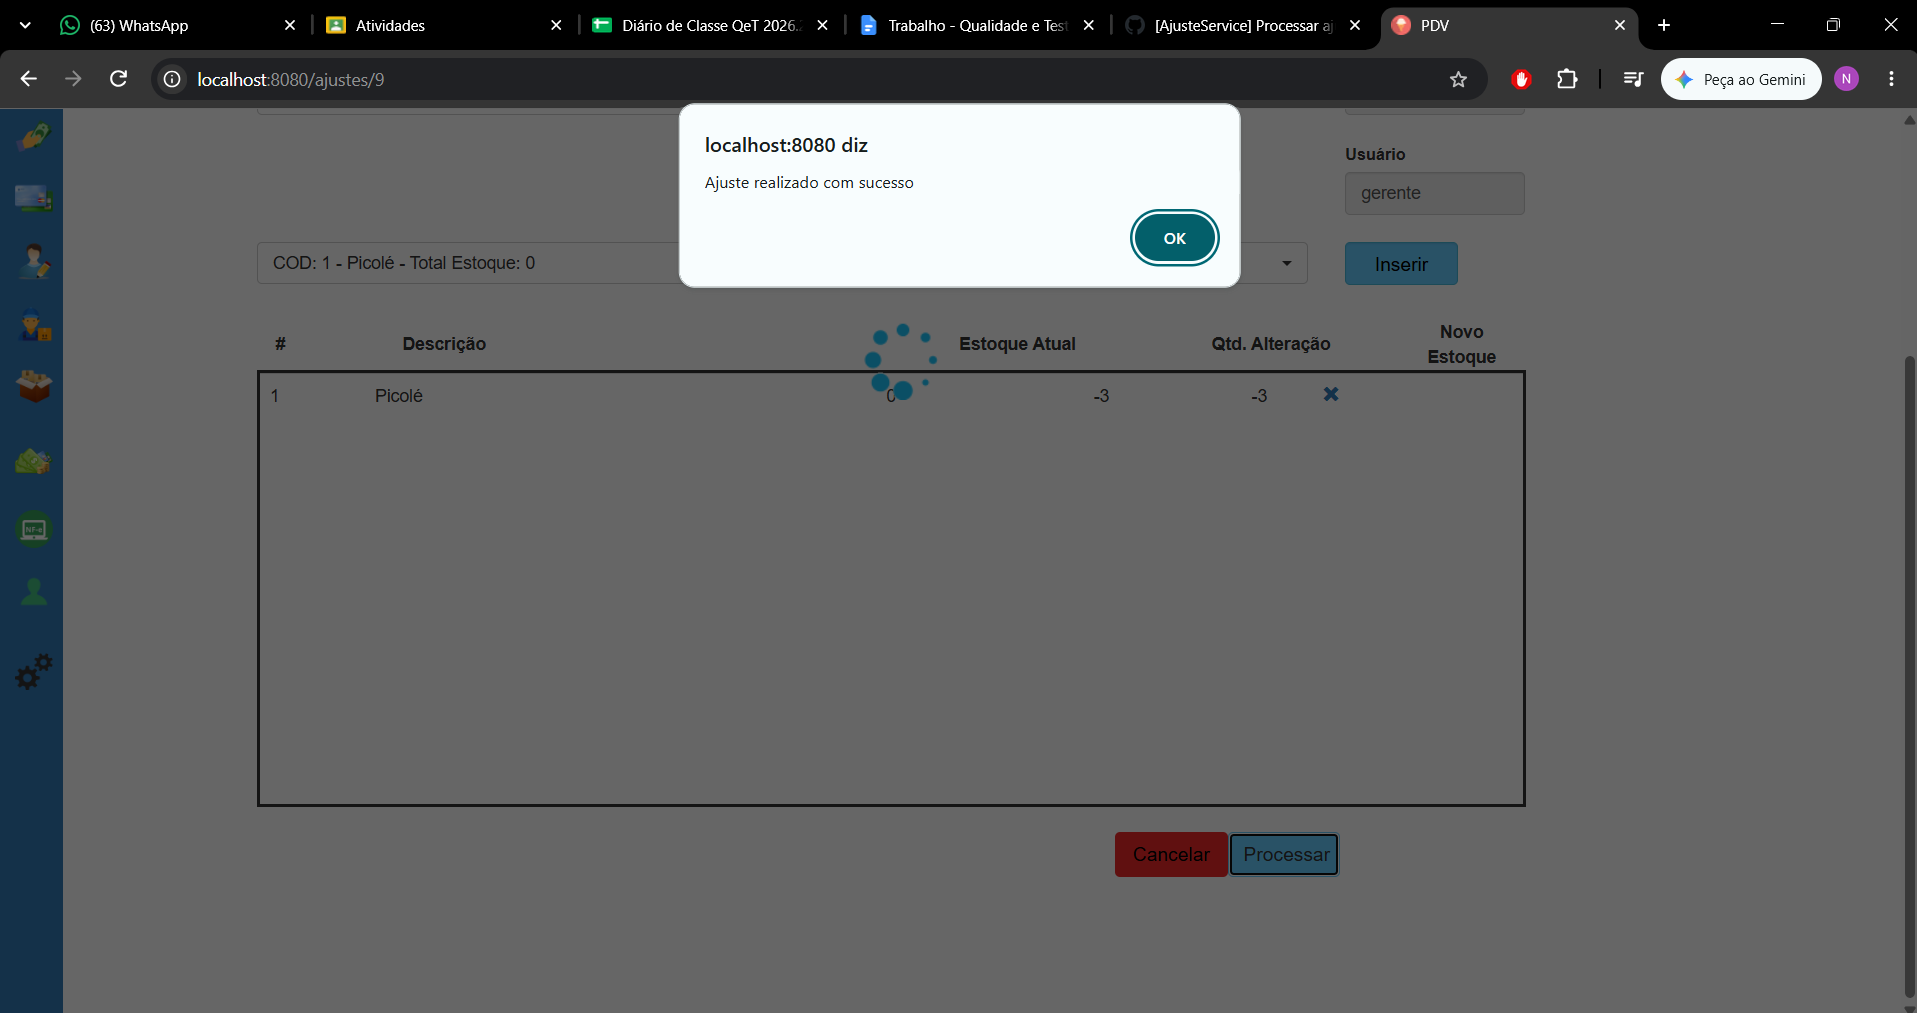 (63) WhatsApp
Atividades
Diário de Classe QeT 2026.
Trabalho - Qualidade e Test
[AjusteService] Processar aj
PDV
localhost:8080/ajustes/9
Peça ao Gemini
N
localhost:8080 diz
Ajuste realizado com sucesso
OK
Usuário
gerente
COD: 1 - Picolé - Total Estoque: 0
Inserir
# Descrição Estoque Atual Qtd. Alteração Novo Estoque
1 Picolé 0 -3 -3
NF-e
Cancelar Processar